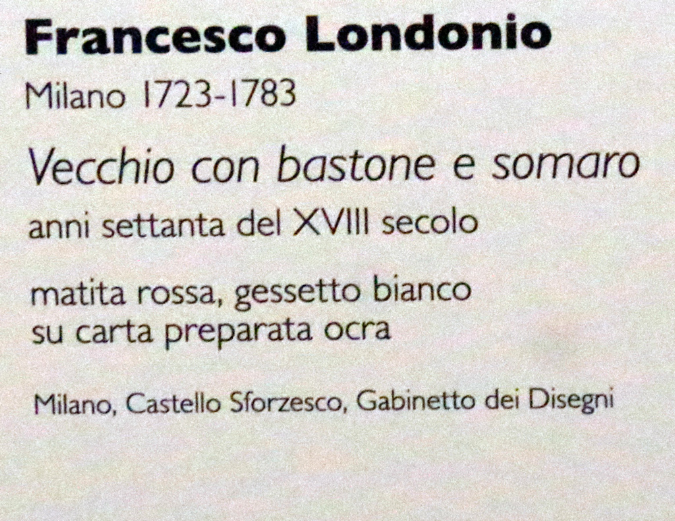 Francesco Londonio
Milano 1723-1783
Vecchio con bastone e somaro
anni settanta del XVIII secolo
matita rossa, gessetto bianco
su carta preparata ocra
Milano, Castello Sforzesco, Gabinetto dei Disegni